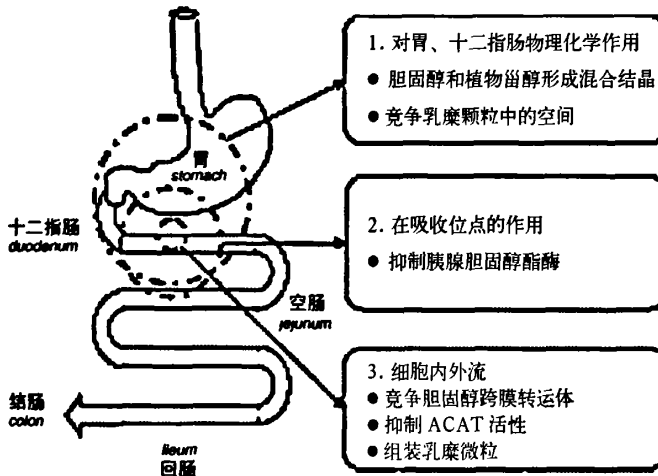 胃
stomach
十二指肠
duodenum
空肠
jejunum
结肠
colon
ileum
回肠
1. 对胃、十二指肠物理化学作用
● 胆固醇和植物甾醇形成混合结晶
● 竞争乳糜颗粒中的空间
2. 在吸收位点的作用
● 抑制胰腺胆固醇酯酶
3. 细胞内外流
● 竞争胆固醇跨膜转运体
● 抑制 ACAT 活性
● 组装乳糜微粒